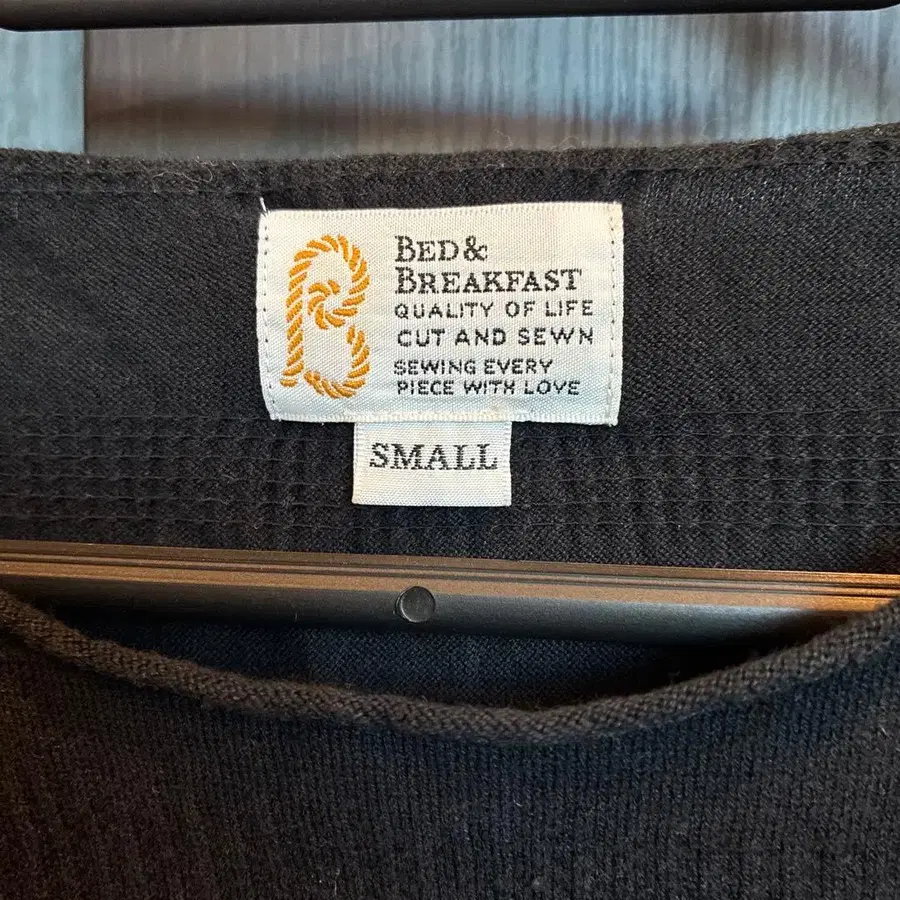 BED &
BREAKFAST
QUALITY OF LIFE
CUT AND SEWN
SEWING EVERY
PIECE WITH LOVE
SMALL